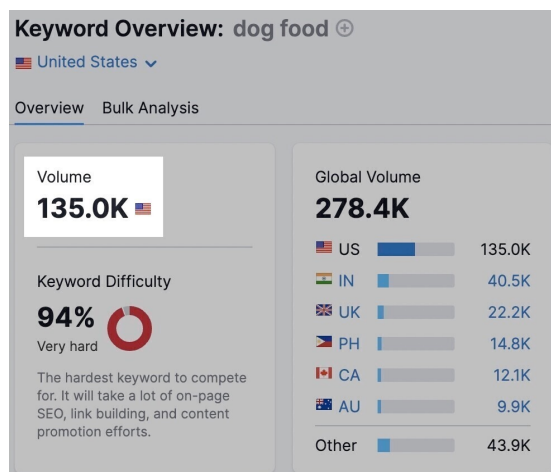 Keyword Overview: dog food
United States
Overview Bulk Analysis
Volume
135.0K
Keyword Difficulty
94%
Very hard
The hardest keyword to compete
for. It will take a lot of on-page
SEO, link building, and content
promotion efforts.
Global Volume
278.4K
US 135.0K
IN 40.5K
UK 22.2K
PH 14.8K
CA 12.1K
AU 9.9K
Other 43.9K